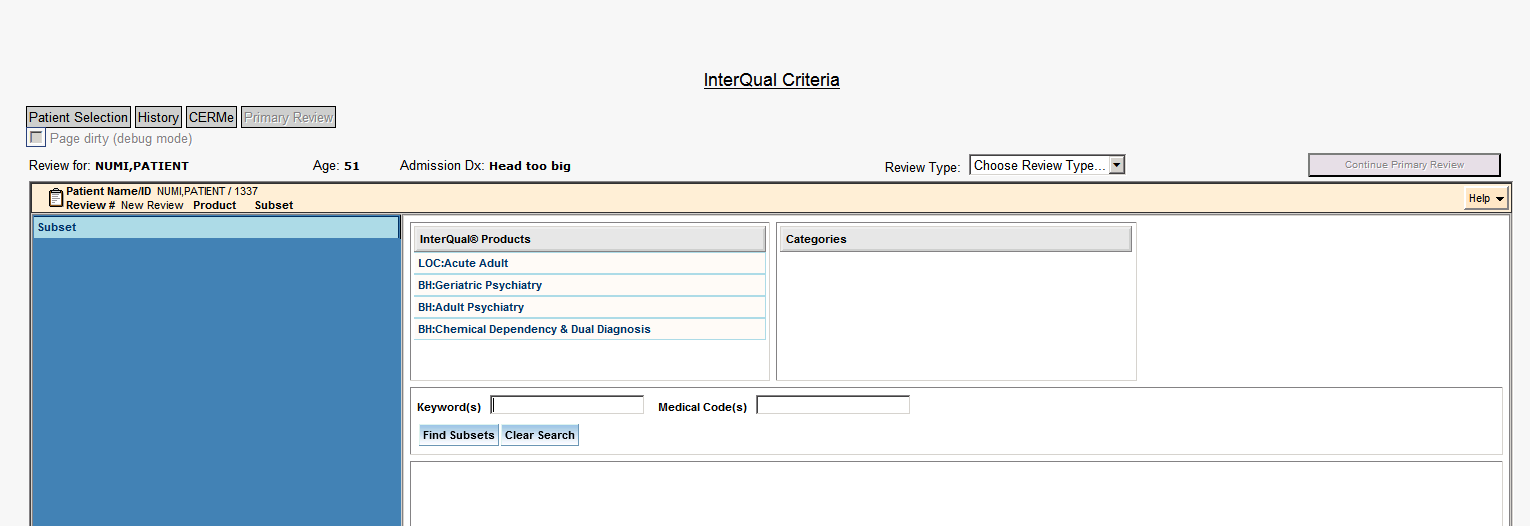 InterQual Criteria
Patient Selection History CERMe Primary Review
Page dirty (debug mode)
Review for: NUMI,PATIENT Age: 51 Admission Dx: Head too big Review Type: Choose Review Type... Continue Primary Review
Patient Name/ID NUMI,PATIENT / 1337
Review # New Review Product Subset
Help
Subset
InterQual® Products
LOC:Acute Adult
BH:Geriatric Psychiatry
BH:Adult Psychiatry
BH:Chemical Dependency & Dual Diagnosis
Categories
Keyword(s) Medical Code(s)
Find Subsets Clear Search